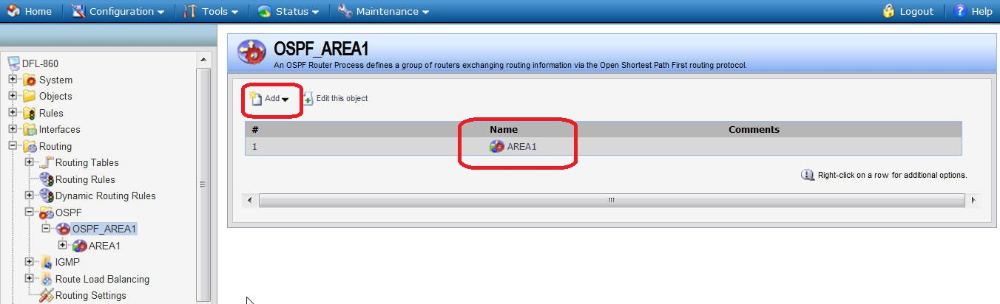 Home Configuration Tools Status Maintenance Logout Help
DFL-860
System
Objects
Rules
Interfaces
Routing
Routing Tables
Routing Rules
Dynamic Routing Rules
OSPF
OSPF_AREA1
AREA1
IGMP
Route Load Balancing
Routing Settings
OSPF_AREA1
An OSPF Router Process defines a group of routers exchanging routing information via the Open Shortest Path First routing protocol.
Add Edit this object
# Name Comments
1 AREA1
Right-click on a row for additional options.